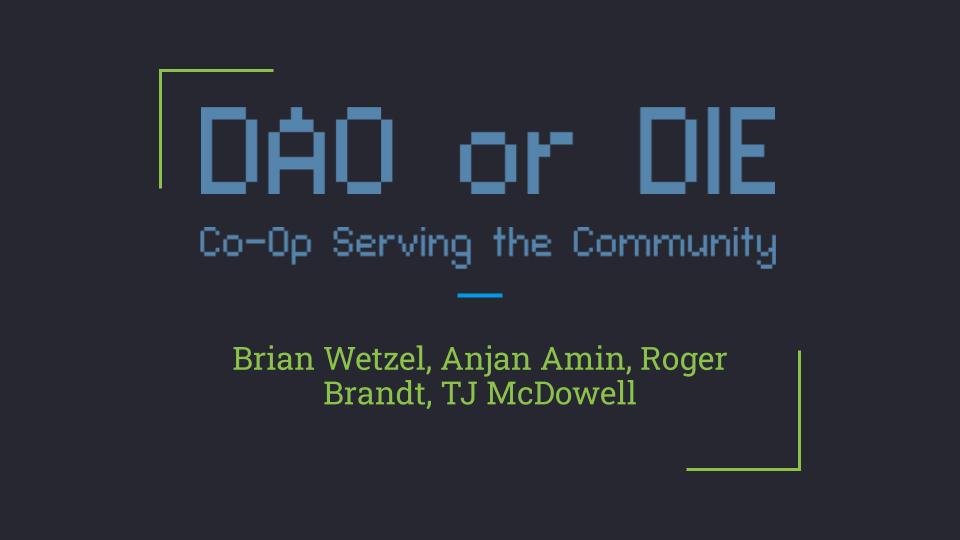 DAO or DIE
Co-Op Serving the Community
Brian Wetzel, Anjan Amin, Roger
Brandt, TJ McDowell